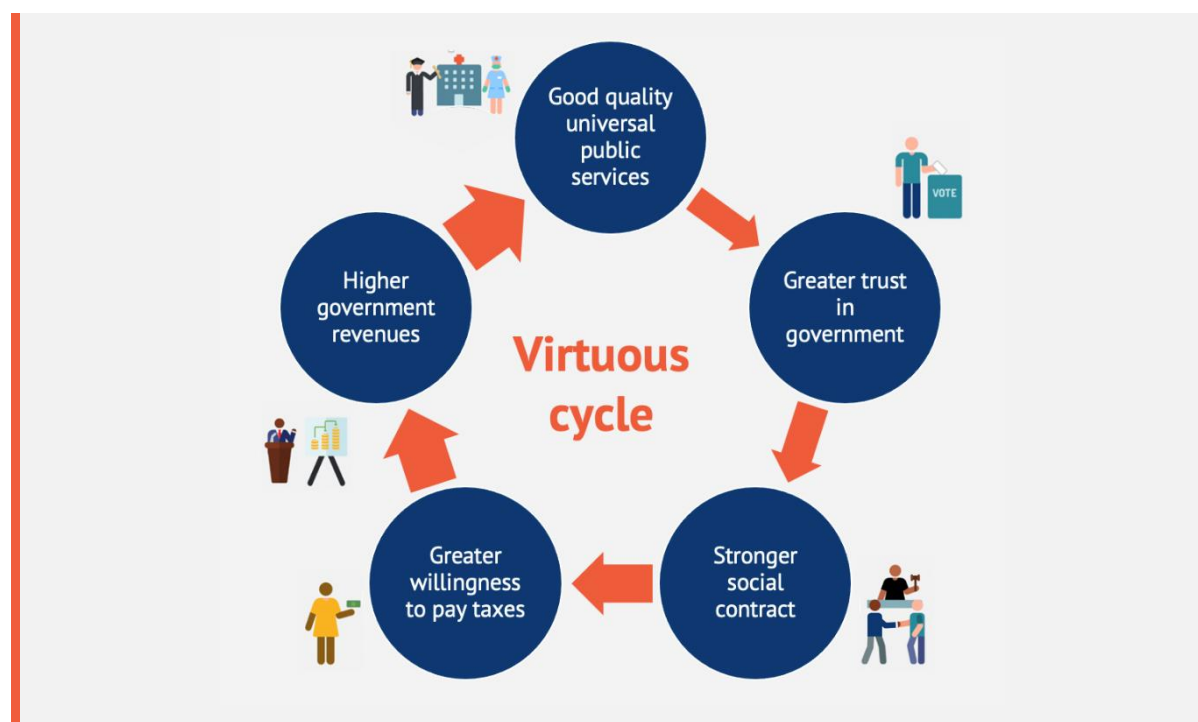 Good quality
universal
public
services
VOTE
Greater trust
in
government
Stronger
social
contract
Greater
willingness
to pay taxes
Higher
government
revenues
Virtuous
cycle